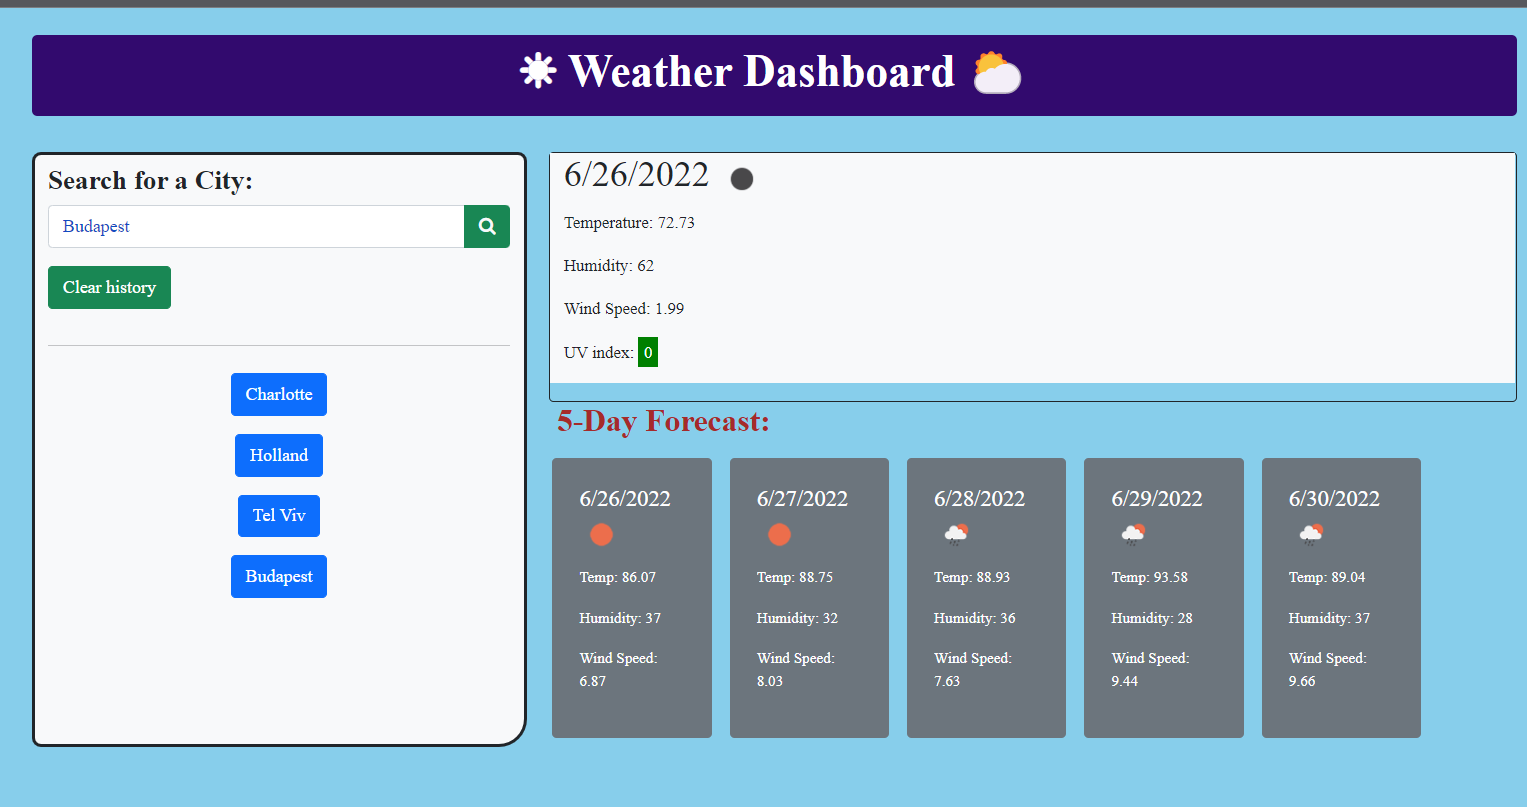 Weather Dashboard
Search for a City:
Budapest
Clear history
Charlotte
Holland
Tel Viv
Budapest
6/26/2022
Temperature: 72.73
Humidity: 62
Wind Speed: 1.99
UV index: 0
5-Day Forecast:
6/26/2022
Temp: 86.07
Humidity: 37
Wind Speed:
6.87
6/27/2022
Temp: 88.75
Humidity: 32
Wind Speed:
8.03
6/28/2022
Temp: 88.93
Humidity: 36
Wind Speed:
7.63
6/29/2022
Temp: 93.58
Humidity: 28
Wind Speed:
9.44
6/30/2022
Temp: 89.04
Humidity: 37
Wind Speed:
9.66